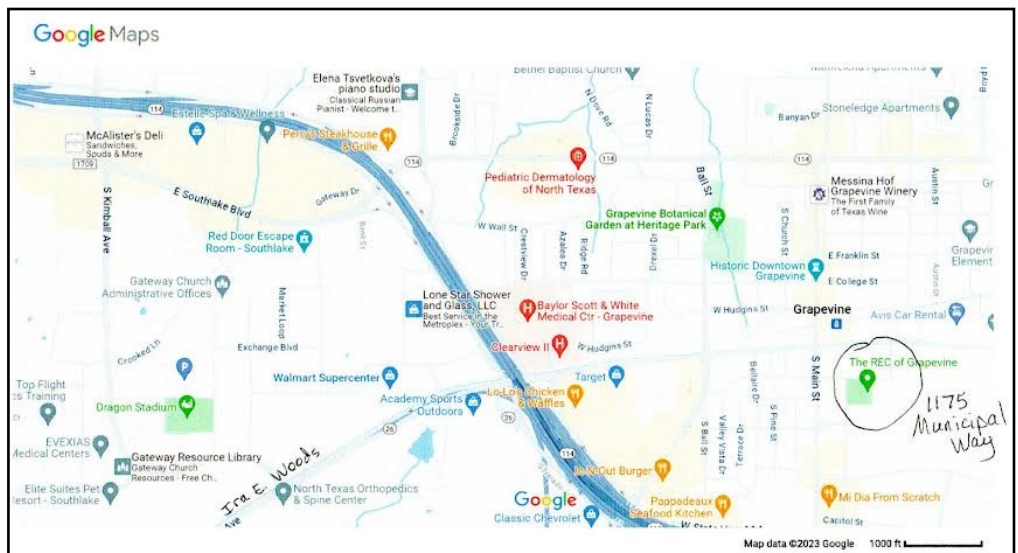 Google Maps
Elena Tsvetkova's
piano studio
Classical Russian
Pianist - Welcome t...
Bethel Baptist Church
N Dove Rd
N Lucas Dr
Brookside Dr
Banyan Dr
Stoneledge Apartments
114
Estelle Spa & Wellness
McAlister's Deli
Sandwiches,
Spuds & More
1709
Perry's Steakhouse
& Grille
114
114
114
Pediatric Dermatology
of North Texas
Ball St
Messina Hof
Grapevine Winery
The First Family
of Texas Wine
Austin St
S Kimball Ave
E Southlake Blvd
Gateway Dr
Grapevine Botanical
Garden at Heritage Park
S Church St
W Wall St
Red Door Escape
Room - Southlake
Crestview Dr
Azalea Dr
Ridge Rd
Drexel Dr
E Franklin St
Historic Downtown
Grapevine
E College St
Austin St
Gateway Church
Administrative Offices
Market Loop
Lone Star Shower
and Glass, LLC
Best Service in the
Metroplex - Your Tr...
Baylor Scott & White
Medical Ctr - Grapevine
W Hudgins St
Grapevine
Avis Car Rental
Crooked Ln
Exchange Blvd
Clearview II
W Hudgins St
The REC of Grapevine
P
Walmart Supercenter
Target
Bellaire Dr
S Main St
Top Flight
Dragon Stadium
Academy Sports
+ Outdoors
Lo-Lo's Chicken
& Waffles
S Pine St
1175
Municipal
Way
26
26
S Ball St
Valley Vista Dr
Terrace Dr
EVEXIAS
Medical Centers
Gateway Resource Library
Gateway Church
Resources - Free Ch...
Ira E. Woods
114
In-N-Out Burger
Elite Suites Pet
Resort - Southlake
North Texas Orthopedics
& Spine Center
Ave
Google
Classic Chevrolet
Pappadeaux
Seafood Kitchen
Mi Dia From Scratch
Capitol St
Map data ©2023 Google 1000 ft